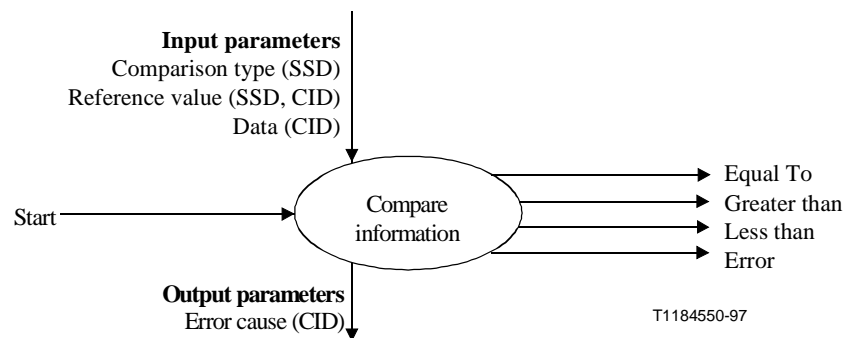 Input parameters
Comparison type (SSD)
Reference value (SSD, CID)
Data (CID)
Start
Compare
information
Equal To
Greater than
Less than
Error
Output parameters
Error cause (CID)
T1184550-97